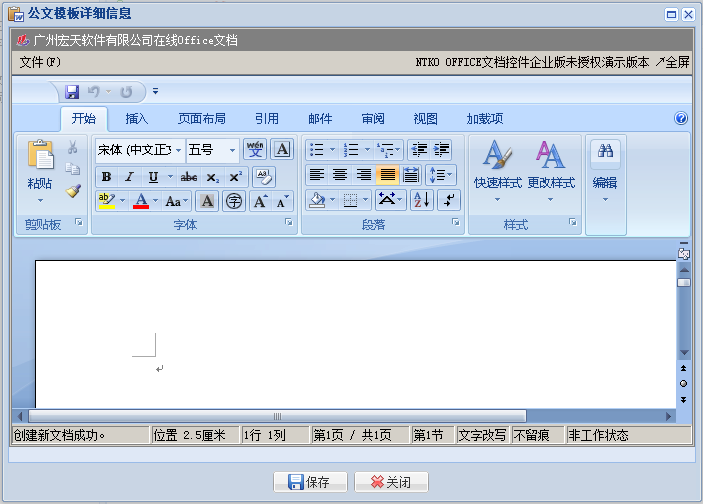 公文模板详细信息
广州宏天软件有限公司在线Office文档
文件(F) NTKO OFFICE文档控件企业版未授权演示版本 ↗全屏
开始 插入 页面布局 引用 邮件 审阅 视图 加载项
宋体 (中文正文 五号 wén 文 A
粘贴 B I U abc x₂ x² A Z 快速样式 更改样式 编辑
ab A Aa A 字 A A
剪贴板 字体 段落 样式
创建新文档成功。 位置 2.5厘米 1行 1列 第1页 / 共1页 第1节 文字改写 不留痕 非工作状态
保存 关闭